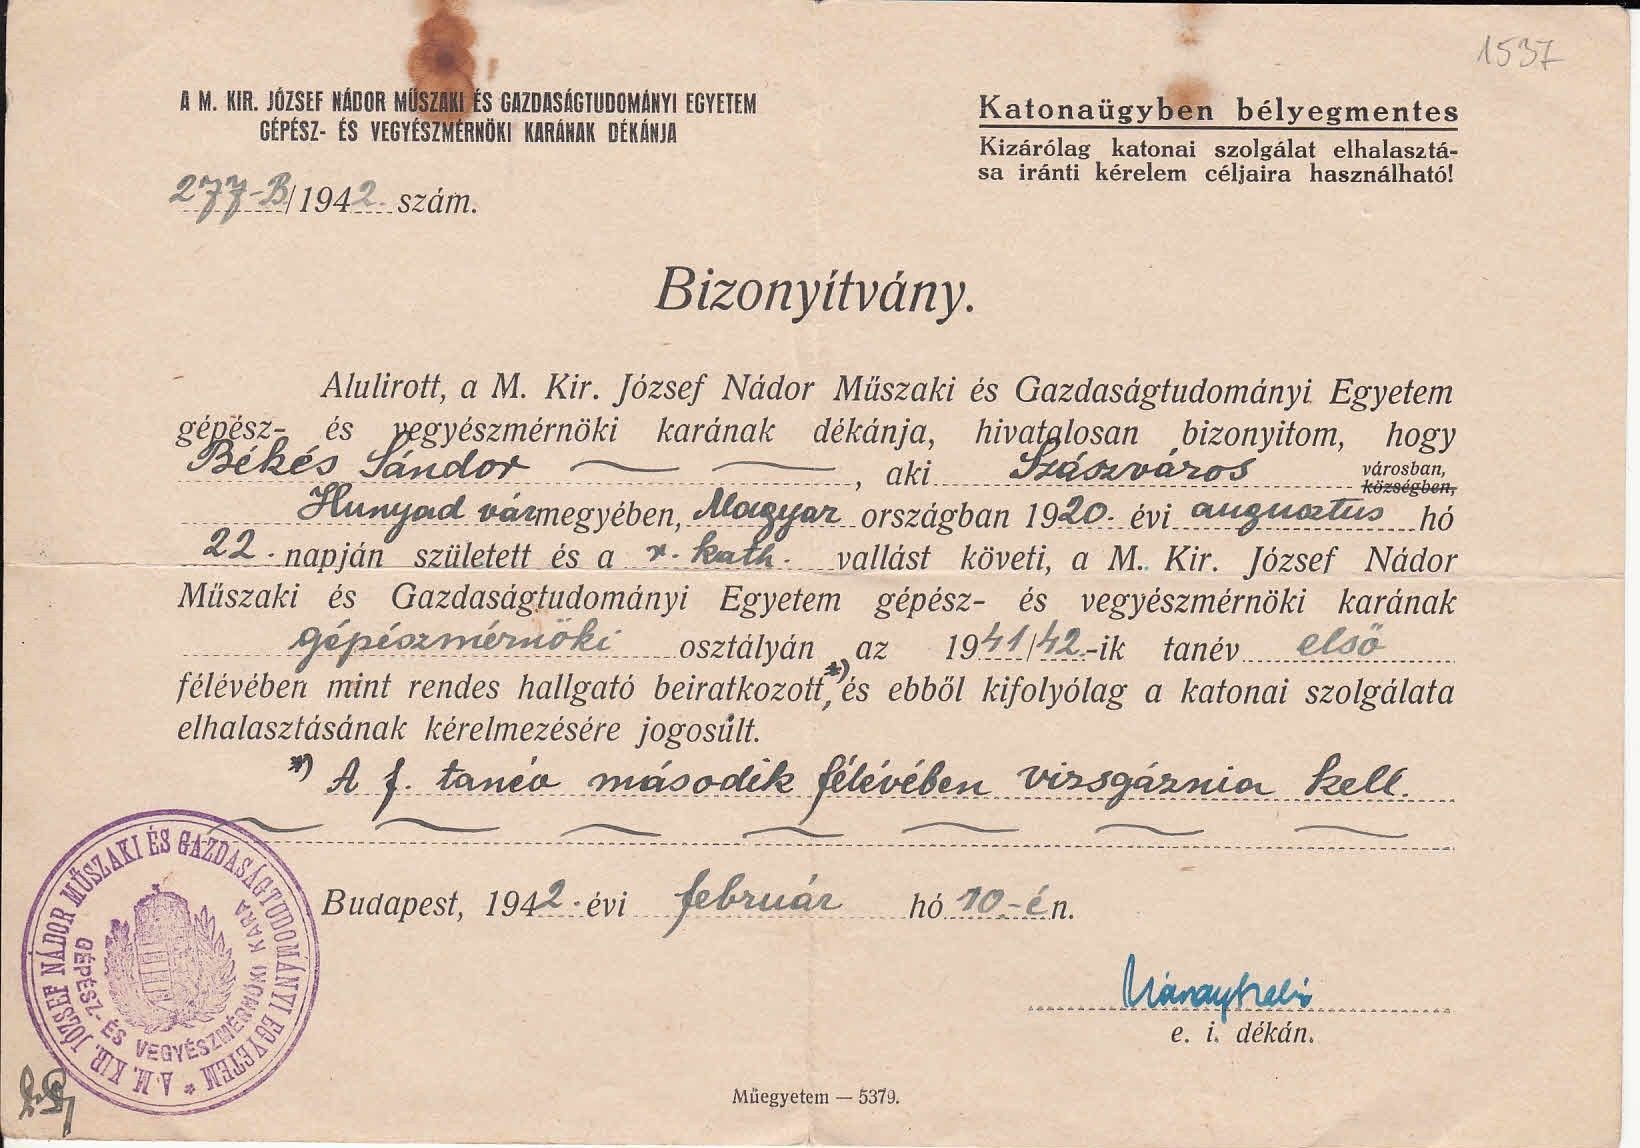 1537
A M. KIR. JÓZSEF NÁDOR MŰSZAKI ÉS GAZDASÁGTUDOMÁNYI EGYETEM
GÉPÉSZ- ÉS VEGYÉSZMÉRNÖKI KARÁNAK DÉKÁNJA
277-B/1942. szám.
Katonaügyben bélyegmentes
Kizárólag katonai szolgálat elhalasztá-
sa iránti kérelem céljaira használható!
Bizonyítvány.
Alulirott, a M. Kir. József Nádor Műszaki és Gazdaságtudományi Egyetem
gépész- és vegyészmérnöki karának dékánja, hivatalosan bizonyitom, hogy
Békés Sándor, aki Szászváros városban, községben,
Hunyad vármegyében, Magyar országban 1920. évi augusztus hó
22. napján született és a r. kath. vallást követi, a M. Kir. József Nádor
Műszaki és Gazdaságtudományi Egyetem gépész- és vegyészmérnöki karának
gépészmérnöki osztályán az 1941/42.-ik tanév első
félévében mint rendes hallgató beiratkozott,*) és ebből kifolyólag a katonai szolgálata
elhalasztásának kérelmezésére jogosúlt.
*) A f. tanév második félévében vizsgáznia kell.
Budapest, 1942. évi február hó 10.-én.
e. i. dékán.
A M. KIR. JÓZSEF NÁDOR MŰSZAKI ÉS GAZDASÁGTUDOMÁNYI EGYETEM *
GÉPÉSZ- ÉS VEGYÉSZMÉRNÖKI KARA
Műegyetem — 5379.